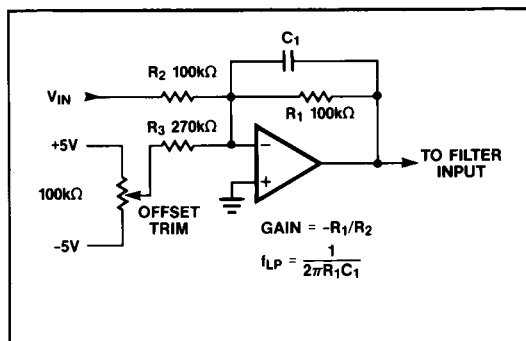 C1
VIN
R2 100kΩ
R1 100kΩ
R3 270kΩ
+5V
−
+
100kΩ
OFFSET
TRIM
−5V
TO FILTER
INPUT
GAIN = −R1/R2
fLP = 1
2πR1C1